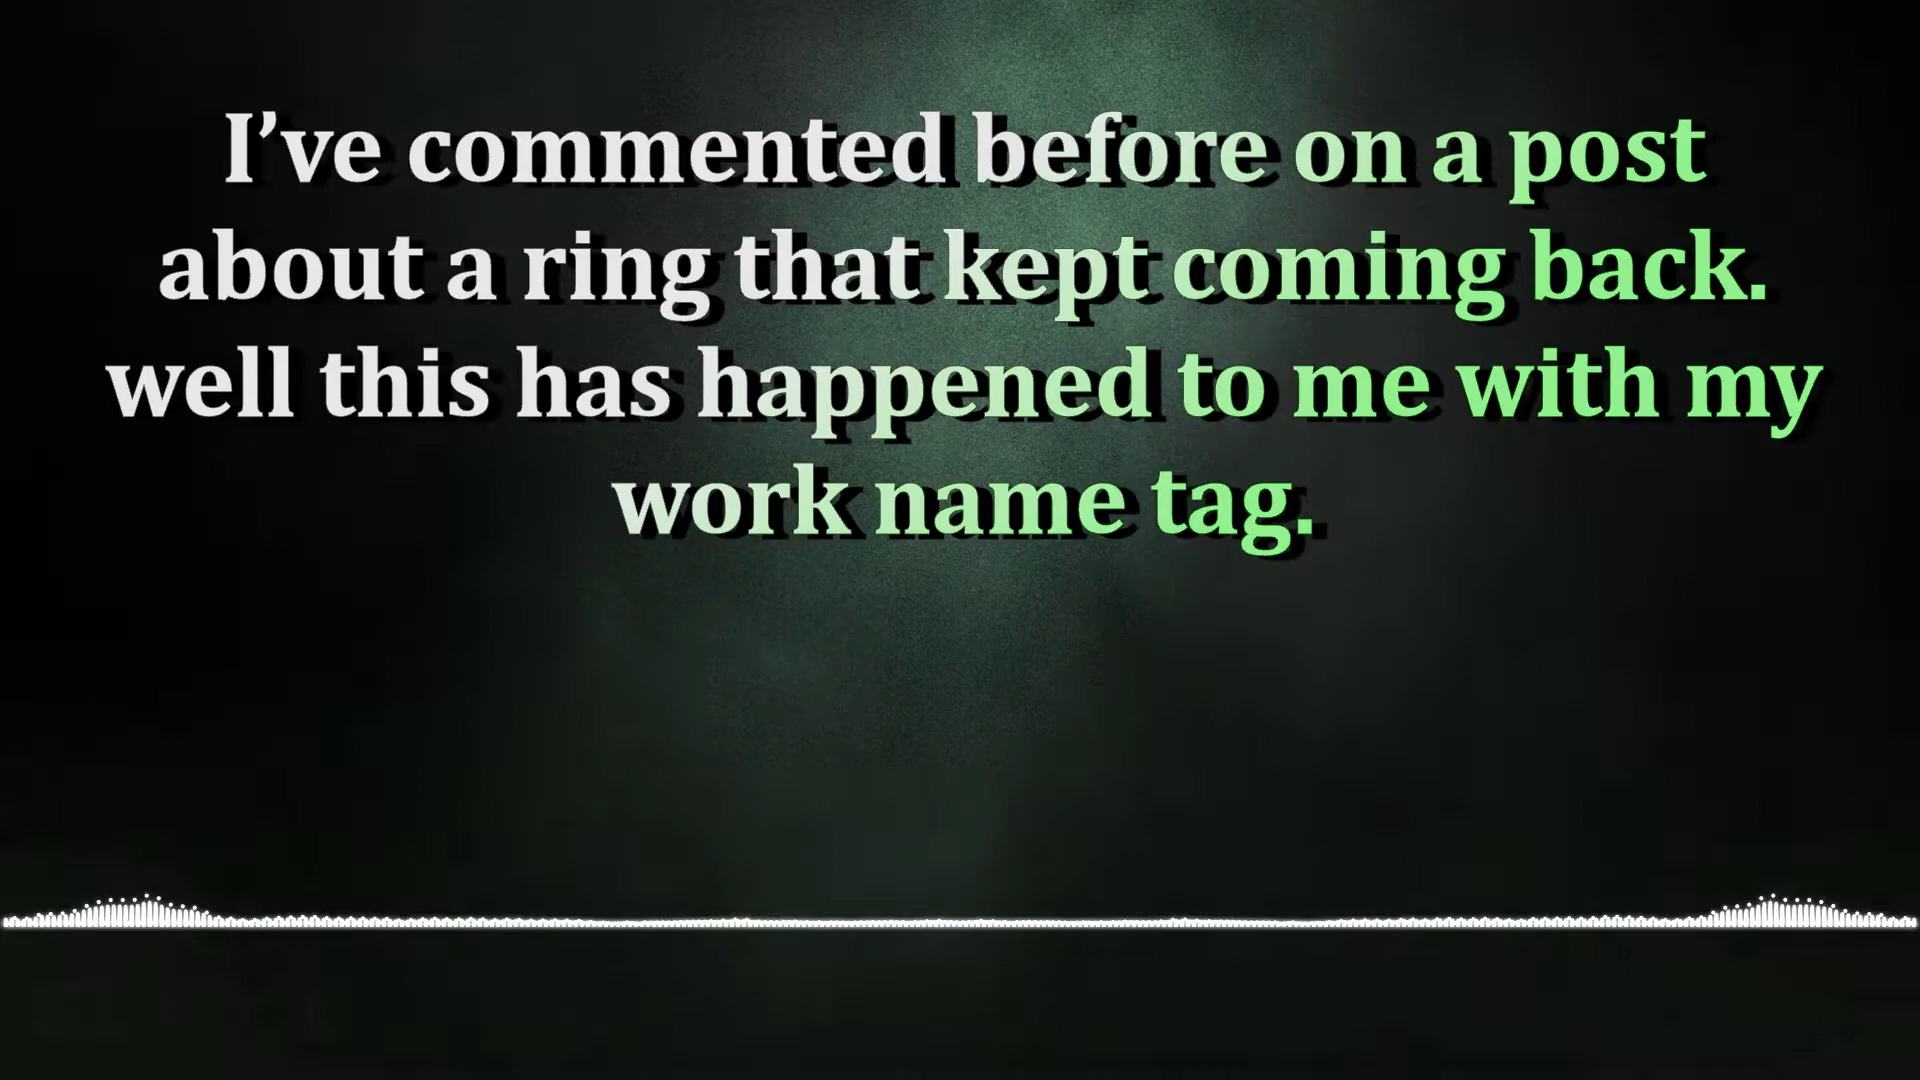 I’ve commented before on a post
about a ring that kept coming back.
well this has happened to me with my
work name tag.